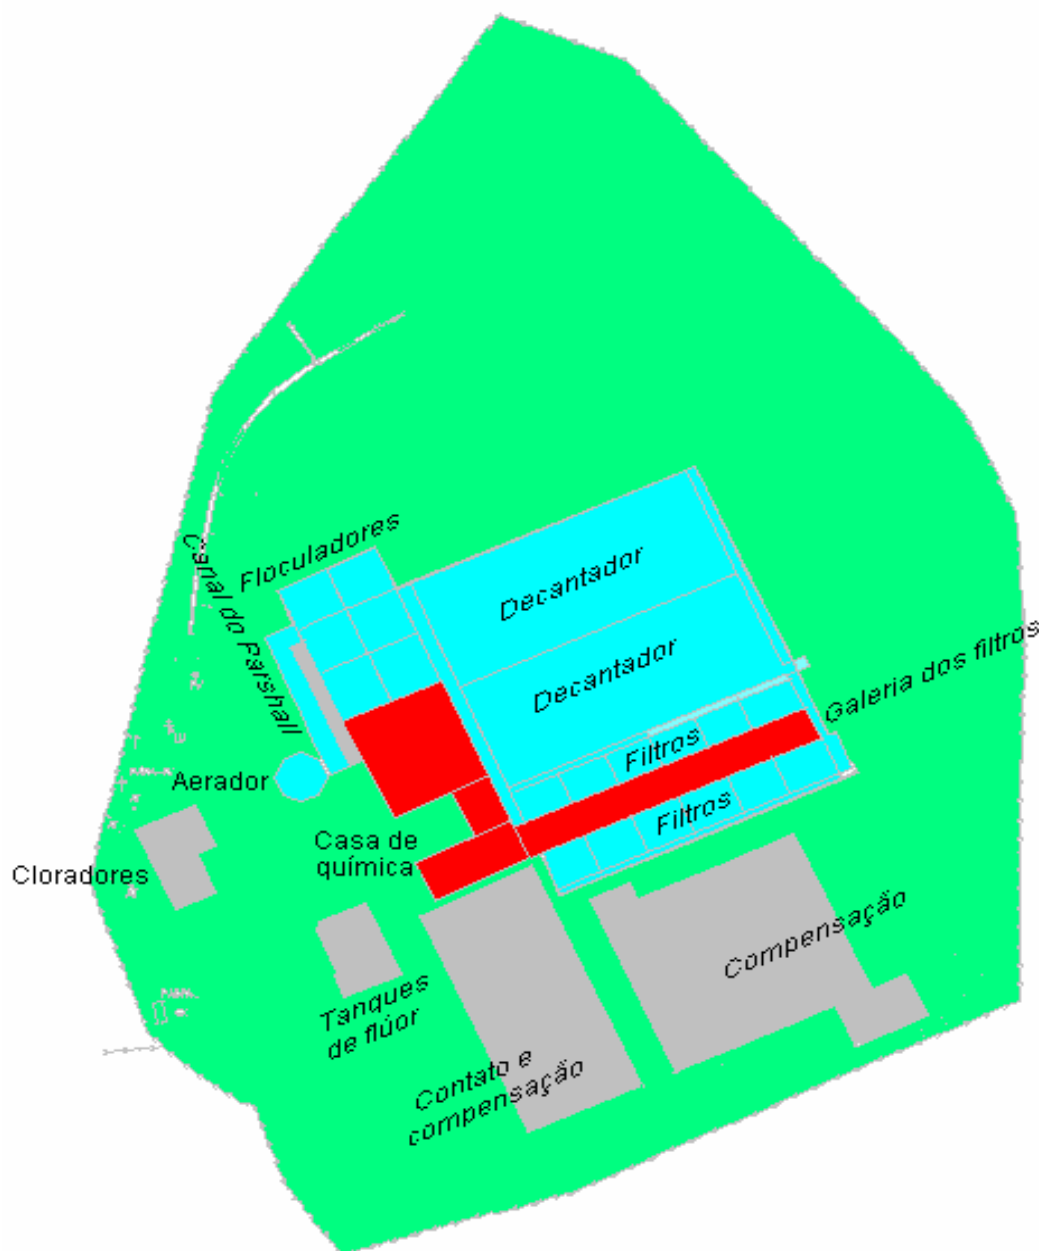 Floculadores
Canal do Parshall
Decantador
Decantador
Galeria dos filtros
Filtros
Filtros
Aerador
Casa de
química
Cloradores
Compensação
Tanques
de flúor
Contato e
compensação